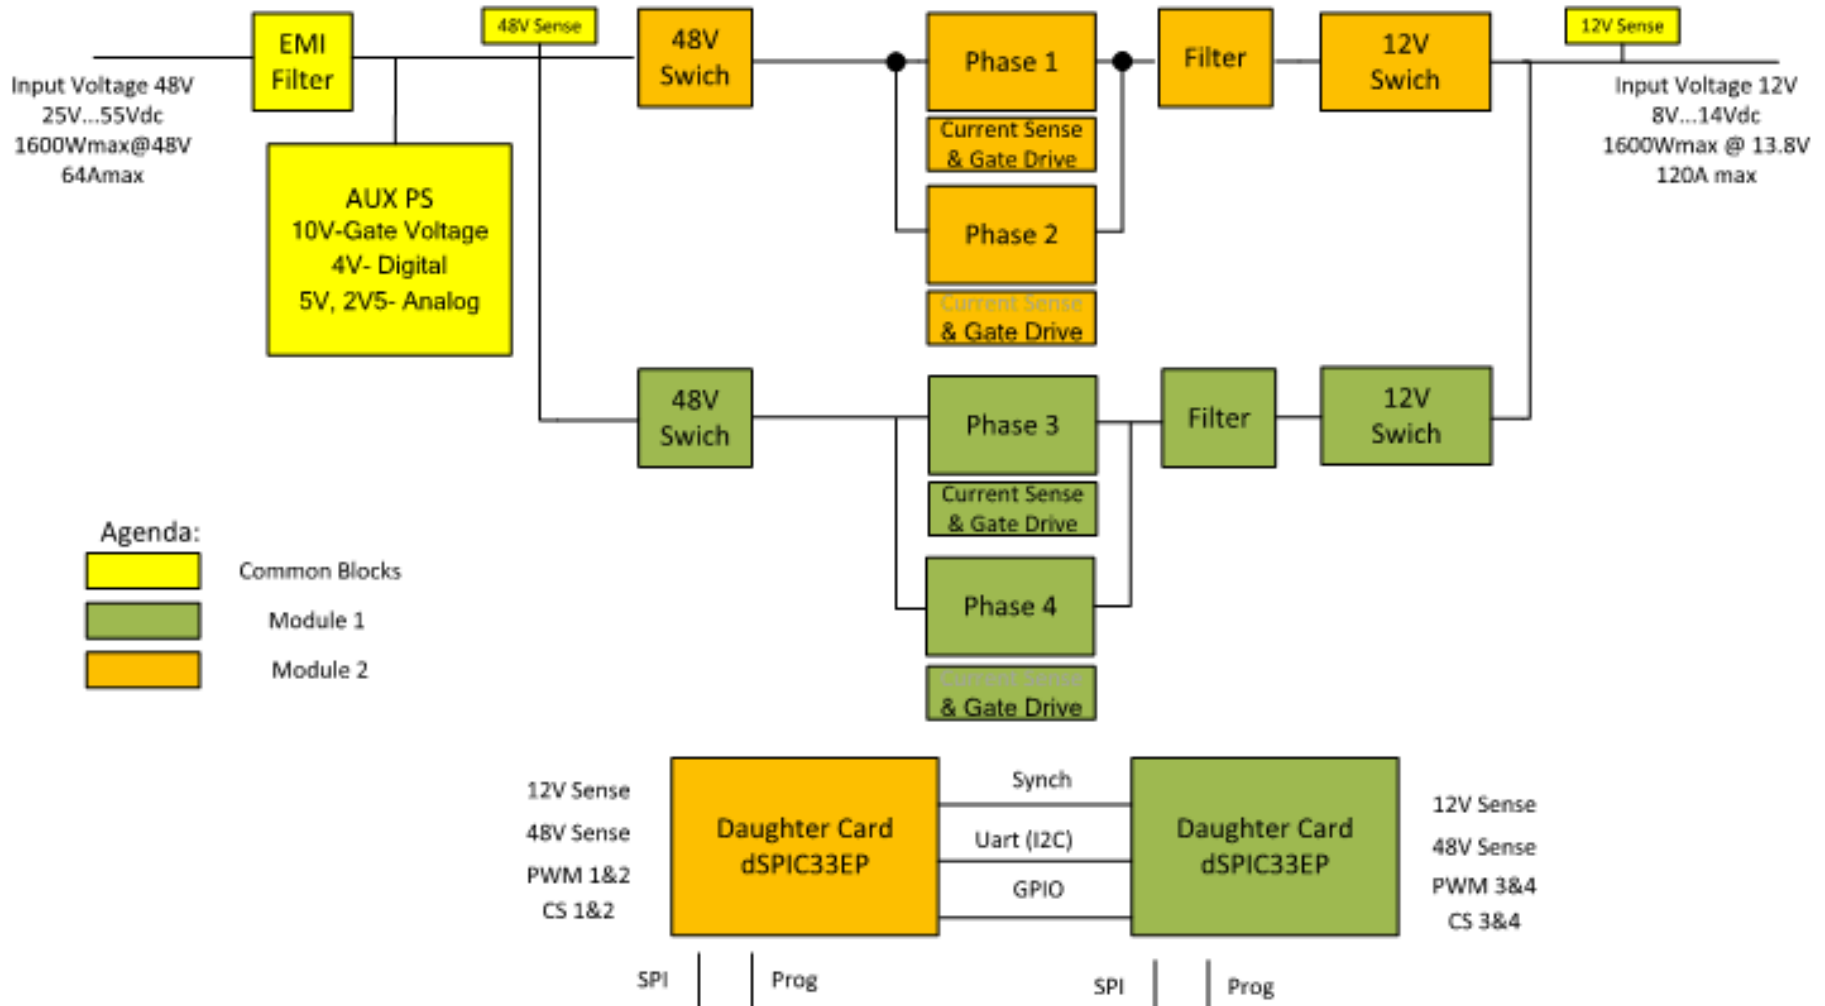 48V Sense
12V Sense
EMI
Filter
48V
Swich
Phase 1
Filter
12V
Swich
Input Voltage 48V
25V...55Vdc
1600Wmax@48V
64Amax
Input Voltage 12V
8V...14Vdc
1600Wmax @ 13.8V
120A max
Current Sense
& Gate Drive
AUX PS
10V-Gate Voltage
4V- Digital
5V, 2V5- Analog
Phase 2
Current Sense
& Gate Drive
48V
Swich
Phase 3
Filter
12V
Swich
Current Sense
& Gate Drive
Phase 4
Current Sense
& Gate Drive
Agenda:
Common Blocks
Module 1
Module 2
12V Sense
48V Sense
PWM 1&2
CS 1&2
Daughter Card
dSPIC33EP
Synch
Uart (I2C)
GPIO
Daughter Card
dSPIC33EP
12V Sense
48V Sense
PWM 3&4
CS 3&4
SPI
Prog
SPI
Prog